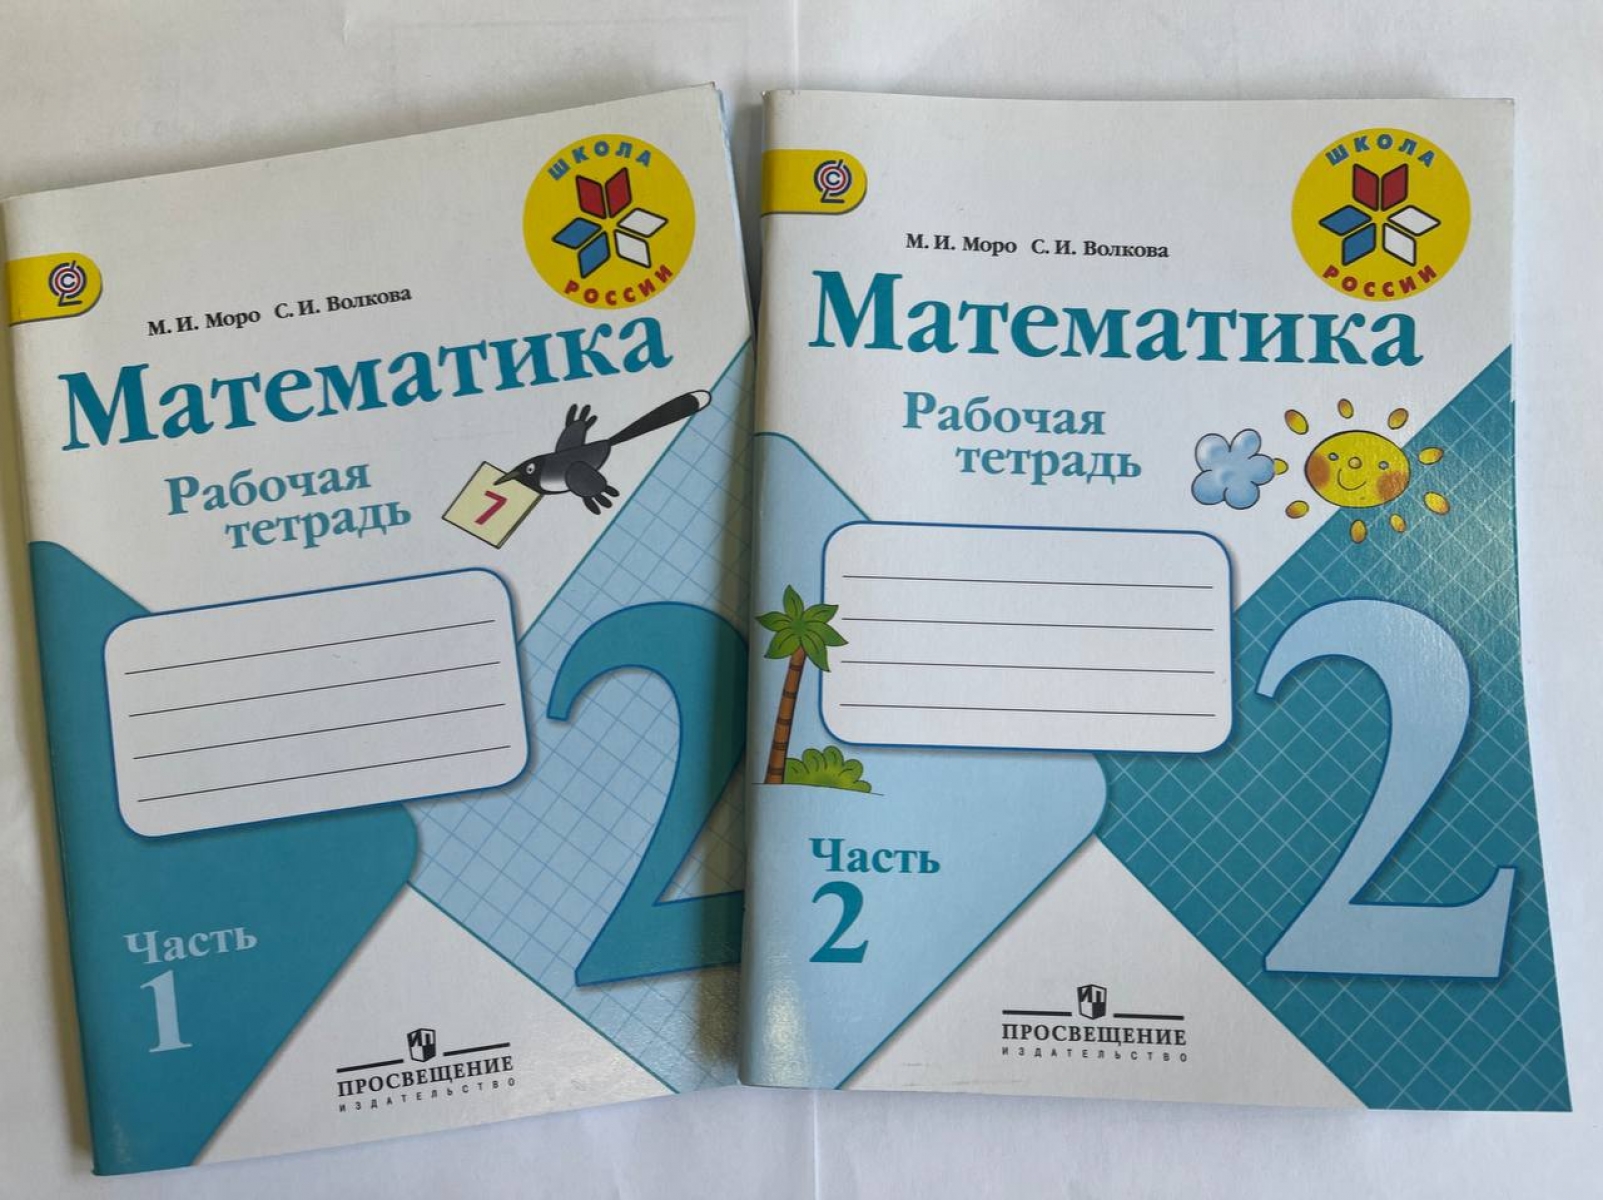 ШКОЛА
РОССИИ
М. И. Моро С. И. Волкова
Математика
Рабочая
тетрадь
7
2
Часть
1
ПРОСВЕЩЕНИЕ
ИЗДАТЕЛЬСТВО
ШКОЛА
РОССИИ
М. И. Моро С. И. Волкова
Математика
Рабочая
тетрадь
2
Часть
2
ПРОСВЕЩЕНИЕ
ИЗДАТЕЛЬСТВО